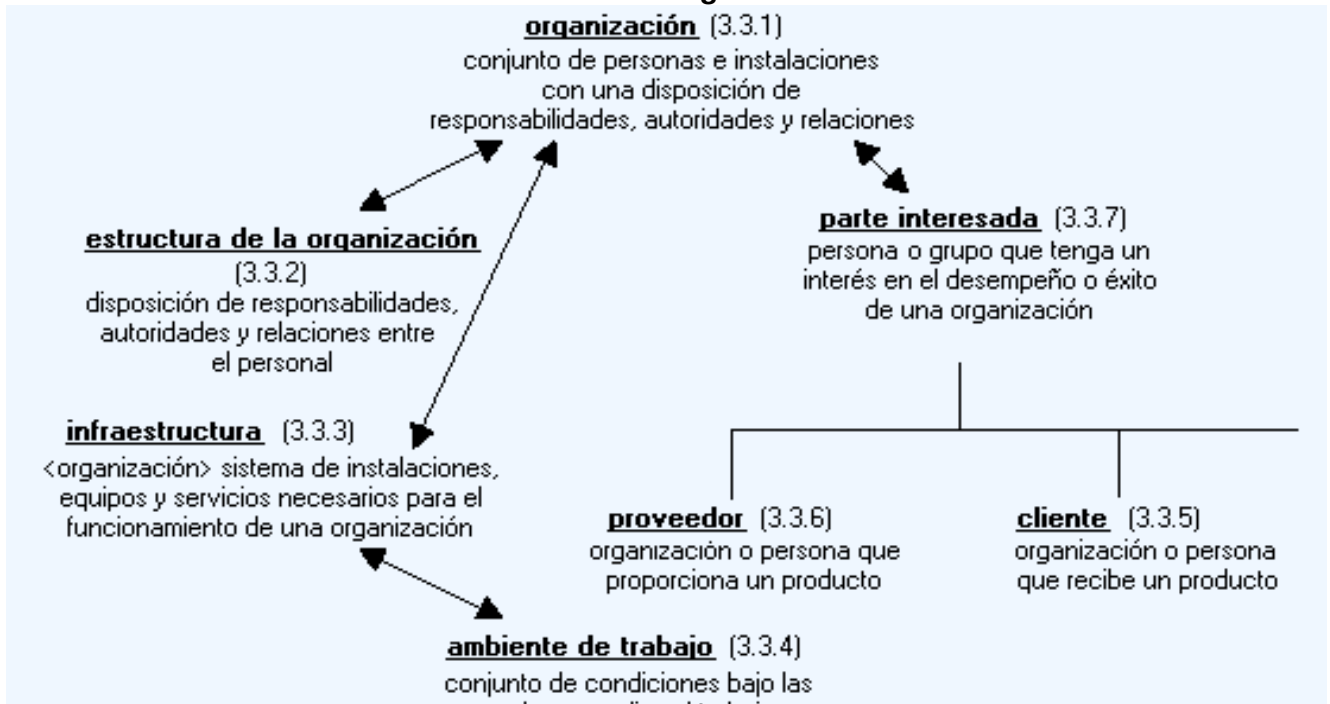 organización (3.3.1)
conjunto de personas e instalaciones
con una disposición de
responsabilidades, autoridades y relaciones
estructura de la organización
(3.3.2)
disposición de responsabilidades,
autoridades y relaciones entre
el personal
parte interesada (3.3.7)
persona o grupo que tenga un
interés en el desempeño o éxito
de una organización
infraestructura (3.3.3)
<organización> sistema de instalaciones,
equipos y servicios necesarios para el
funcionamiento de una organización
proveedor (3.3.6)
organización o persona que
proporciona un producto
cliente (3.3.5)
organización o persona
que recibe un producto
ambiente de trabajo (3.3.4)
conjunto de condiciones bajo las